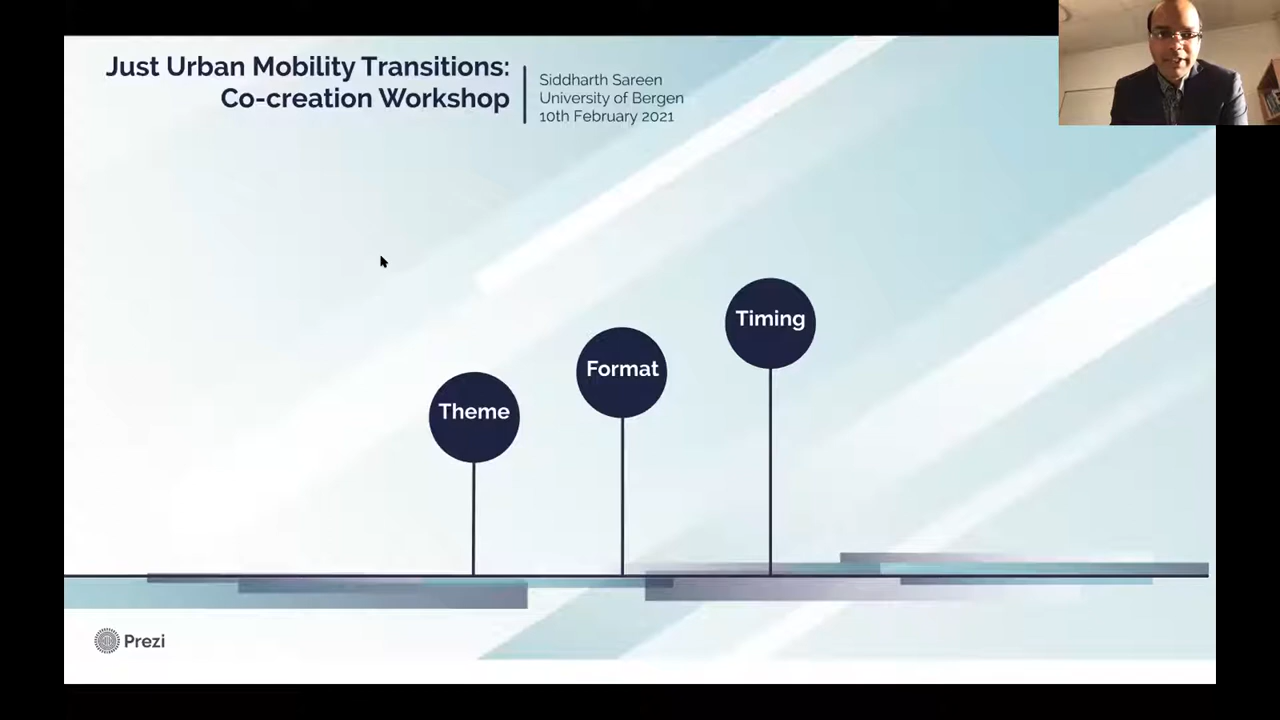 Just Urban Mobility Transitions:
Co-creation Workshop
Siddharth Sareen
University of Bergen
10th February 2021
Theme
Format
Timing
Prezi